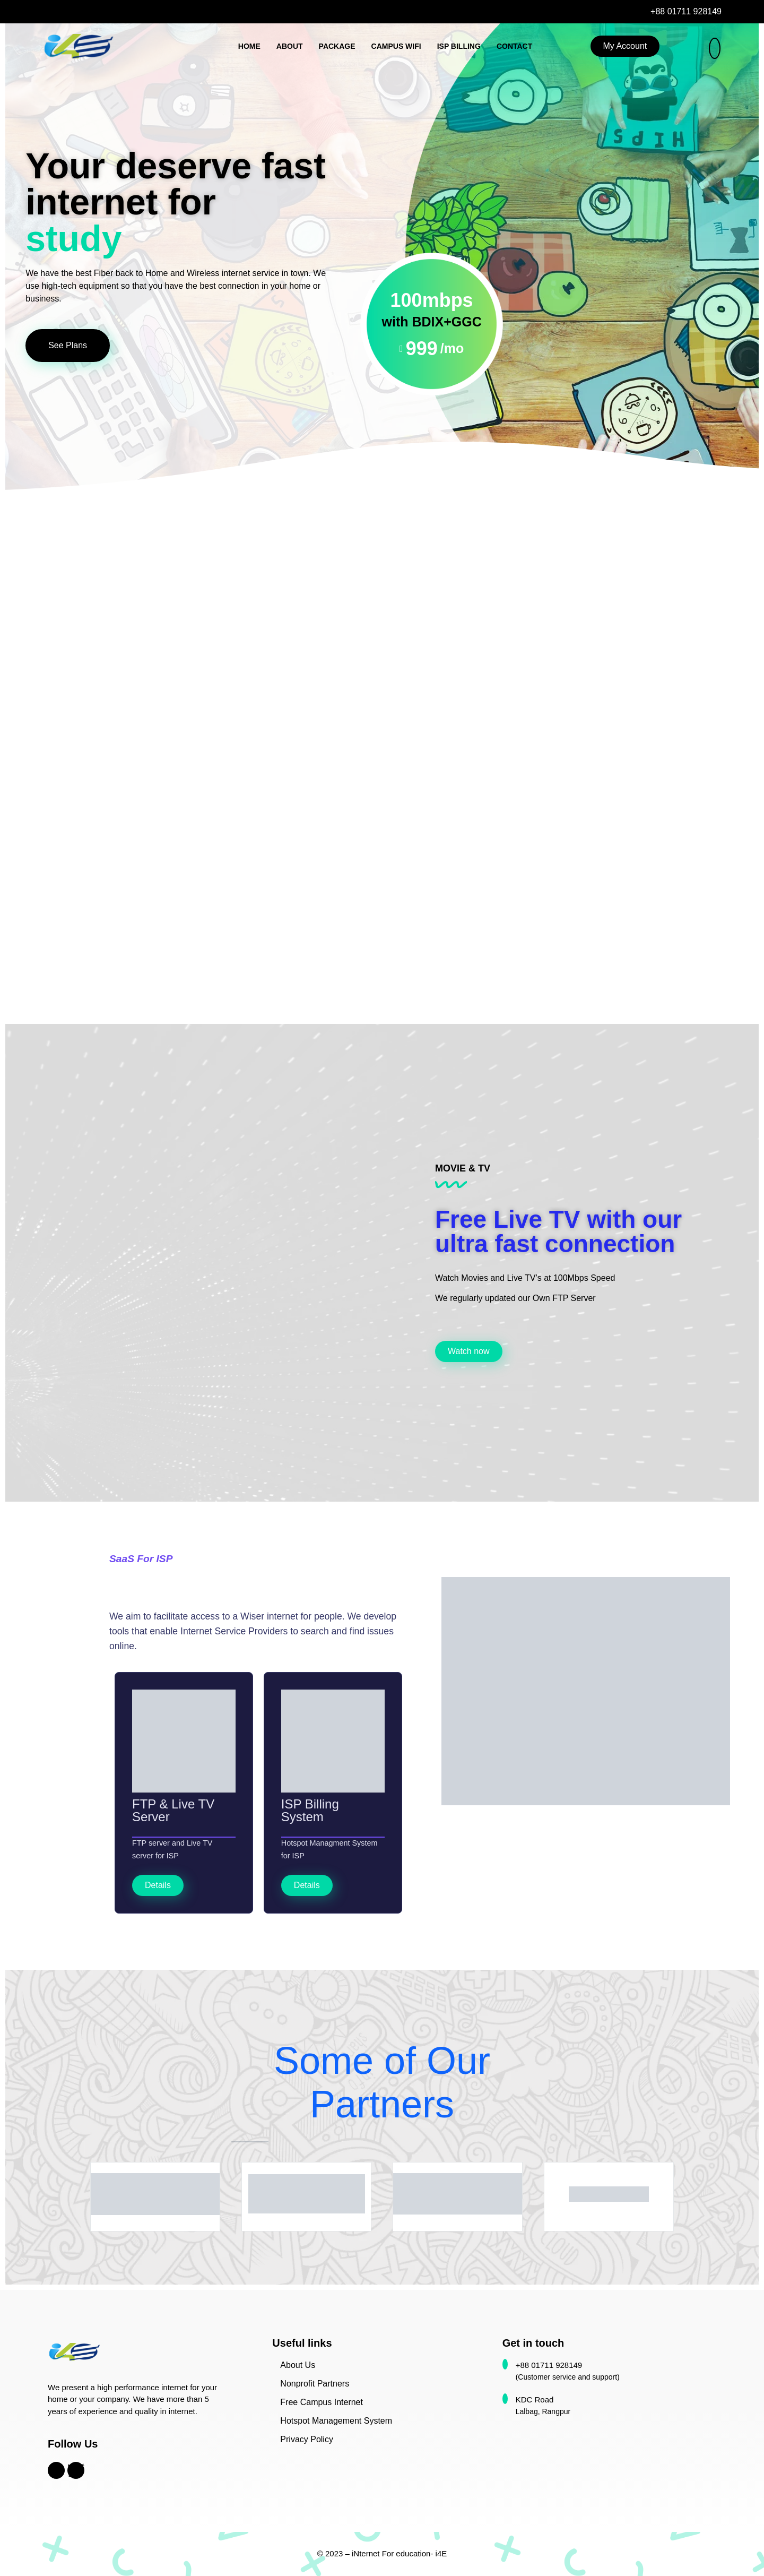 +88 01711 928149
i4E
HOME ABOUT PACKAGE CAMPUS WIFI ISP BILLING CONTACT
My Account
Your deserve fast
internet for
study
We have the best Fiber back to Home and Wireless internet service in town. We
use high-tech equipment so that you have the best connection in your home or
business.
See Plans
100mbps
with BDIX+GGC
999 /mo
MOVIE & TV
Free Live TV with our
ultra fast connection
Watch Movies and Live TV's at 100Mbps Speed
We regularly updated our Own FTP Server
Watch now
SaaS For ISP
We aim to facilitate access to a Wiser internet for people. We develop
tools that enable Internet Service Providers to search and find issues
online.
FTP & Live TV
Server
FTP server and Live TV
server for ISP
Details
ISP Billing
System
Hotspot Managment System
for ISP
Details
Some of Our
Partners
i4E
We present a high performance internet for your
home or your company. We have more than 5
years of experience and quality in internet.
Follow Us
Useful links
About Us
Nonprofit Partners
Free Campus Internet
Hotspot Management System
Privacy Policy
Get in touch
+88 01711 928149
(Customer service and support)
KDC Road
Lalbag, Rangpur
© 2023 – iNternet For education- i4E